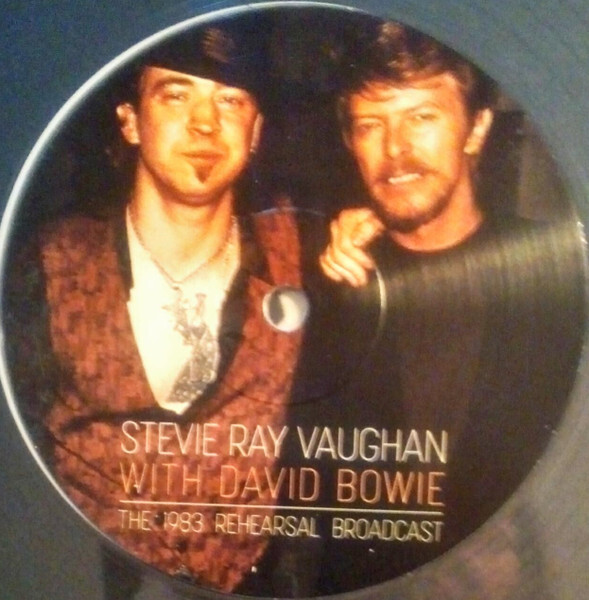 STEVIE RAY VAUGHAN
WITH DAVID BOWIE
THE 1983 REHEARSAL BROADCAST